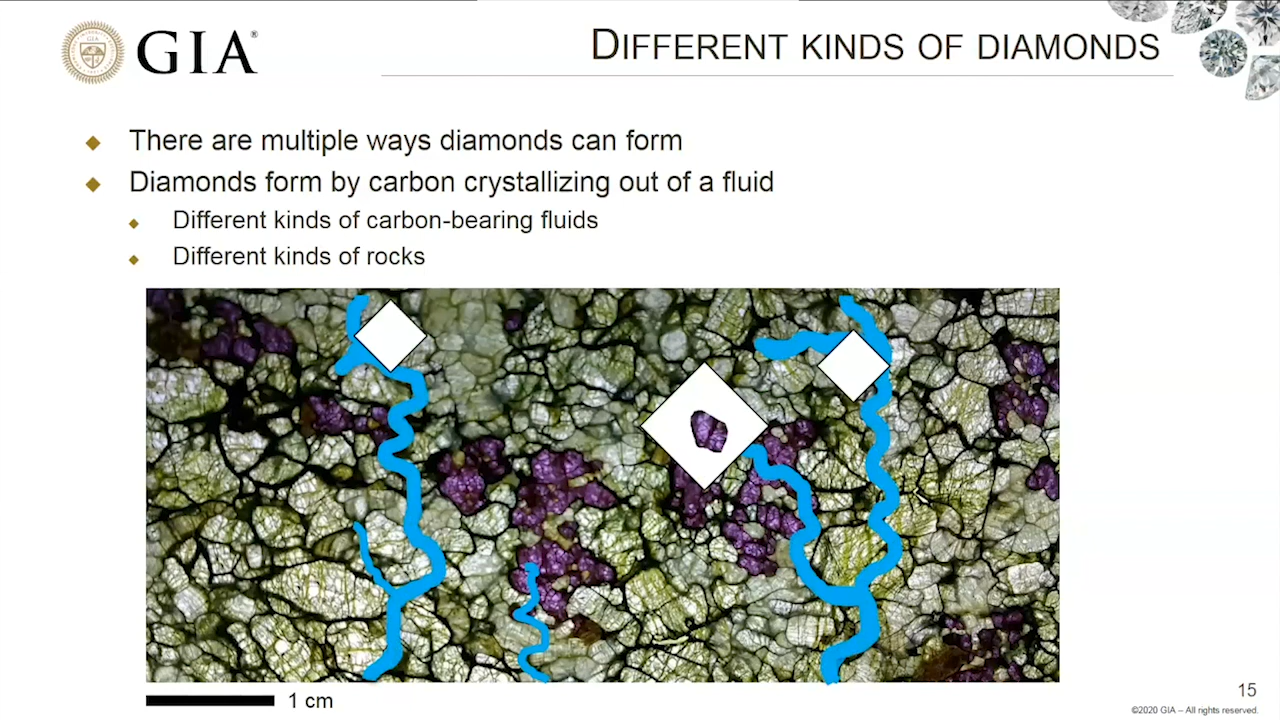 GIA®
DIFFERENT KINDS OF DIAMONDS
There are multiple ways diamonds can form
Diamonds form by carbon crystallizing out of a fluid
Different kinds of carbon-bearing fluids
Different kinds of rocks
1 cm
15
©2020 GIA – All rights reserved.